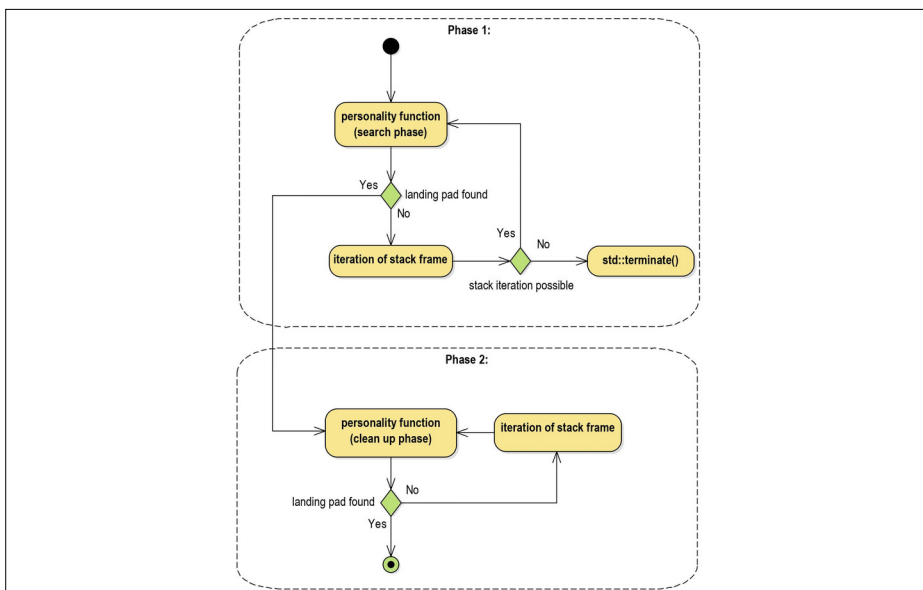 Phase 1:
personality function
(search phase)
Yes
landing pad found
No
Yes
No
iteration of stack frame
std::terminate()
stack iteration possible
Phase 2:
personality function
(clean up phase)
iteration of stack frame
No
landing pad found
Yes